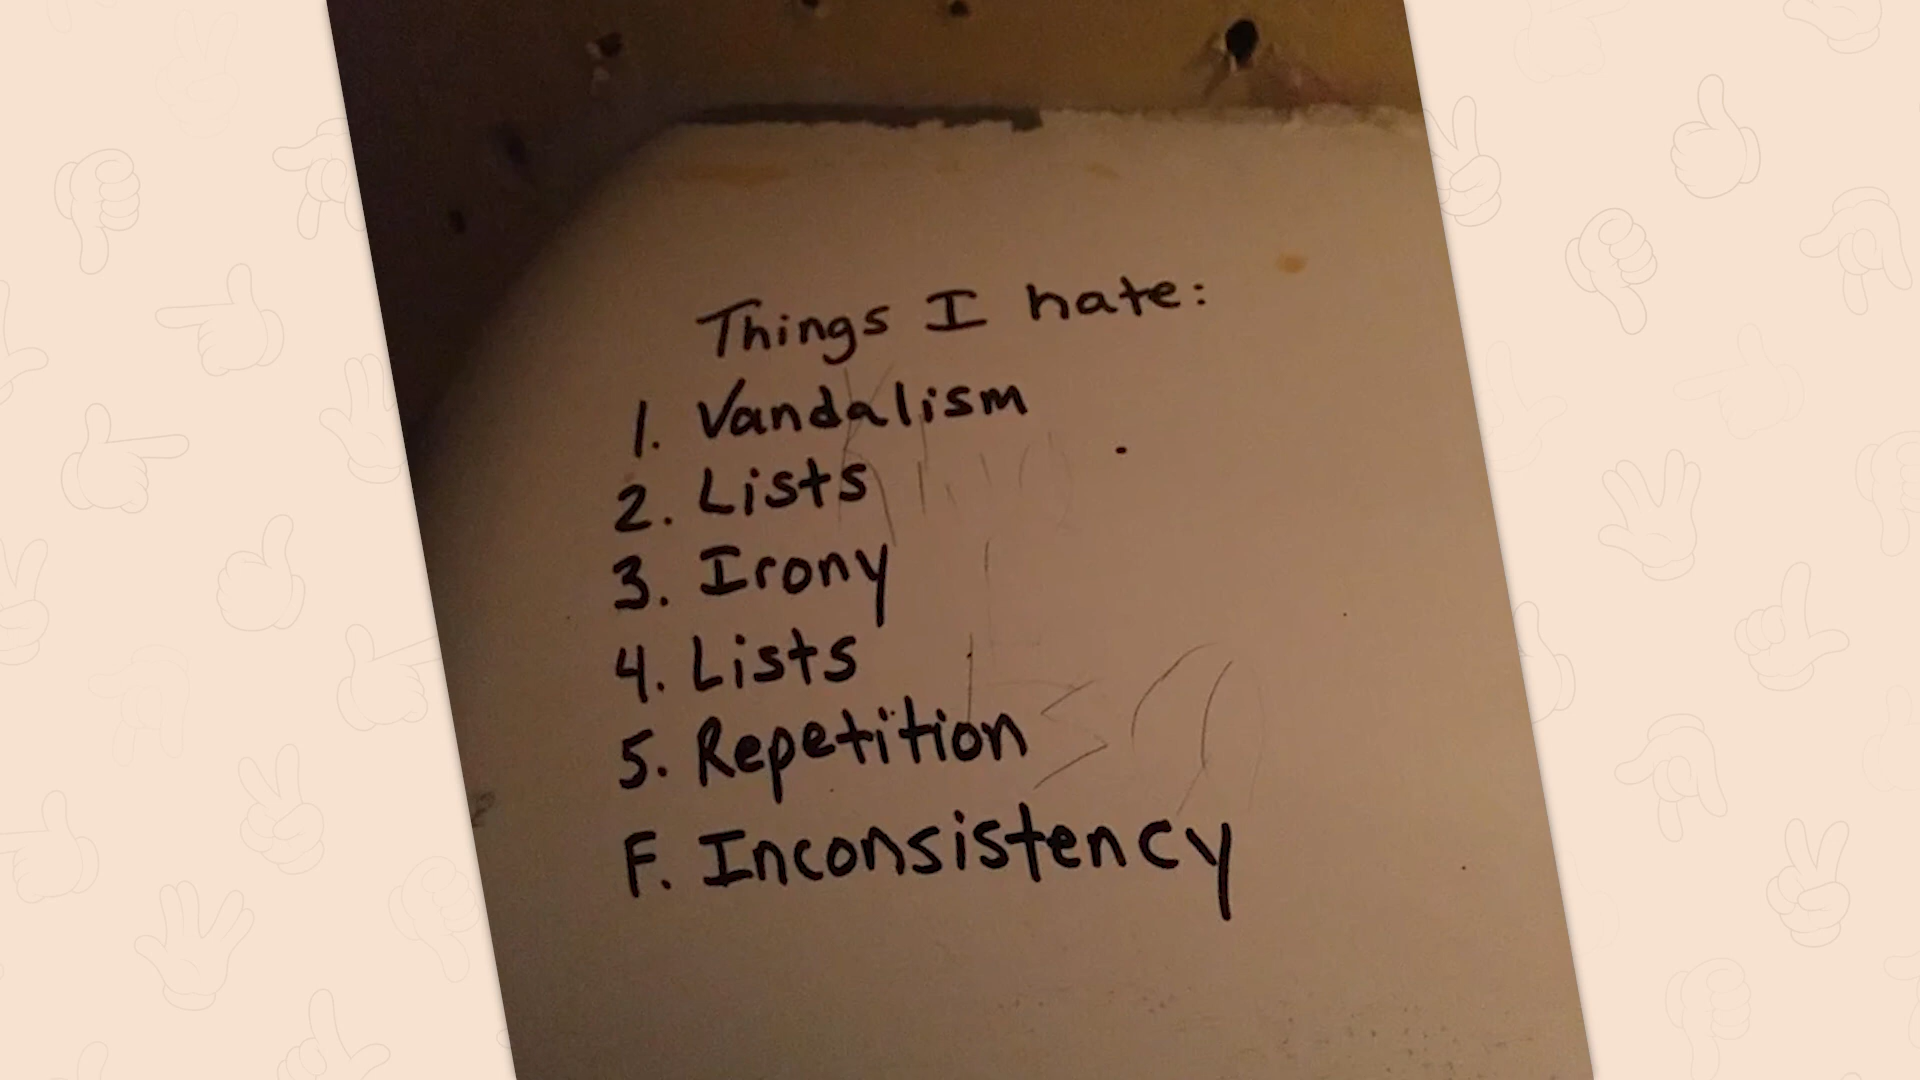 Things I hate:
1. Vandalism
2. Lists
3. Irony
4. Lists
5. Repetition
F. Inconsistency